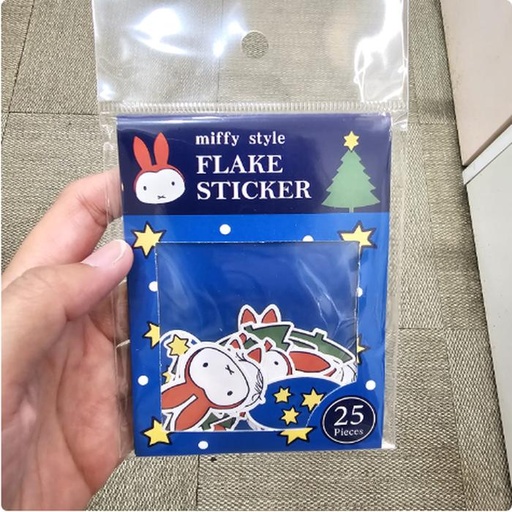 miffy style
FLAKE
STICKER
25
Pieces